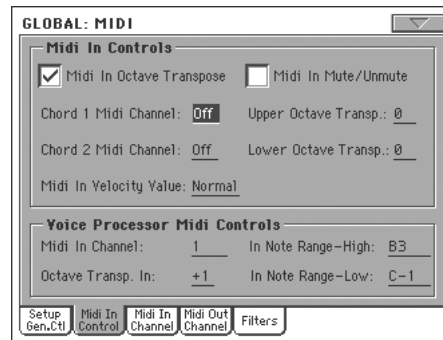 GLOBAL: MIDI
Midi In Controls
Midi In Octave Transpose Midi In Mute/Unmute
Chord 1 Midi Channel: Off Upper Octave Transp.: 0
Chord 2 Midi Channel: Off Lower Octave Transp.: 0
Midi In Velocity Value: Normal
Voice Processor Midi Controls
Midi In Channel: 1 In Note Range-High: B3
Octave Transp. In: +1 In Note Range-Low: C-1
Setup Gen.Ctl Midi In Control Midi In Channel Midi Out Channel Filters